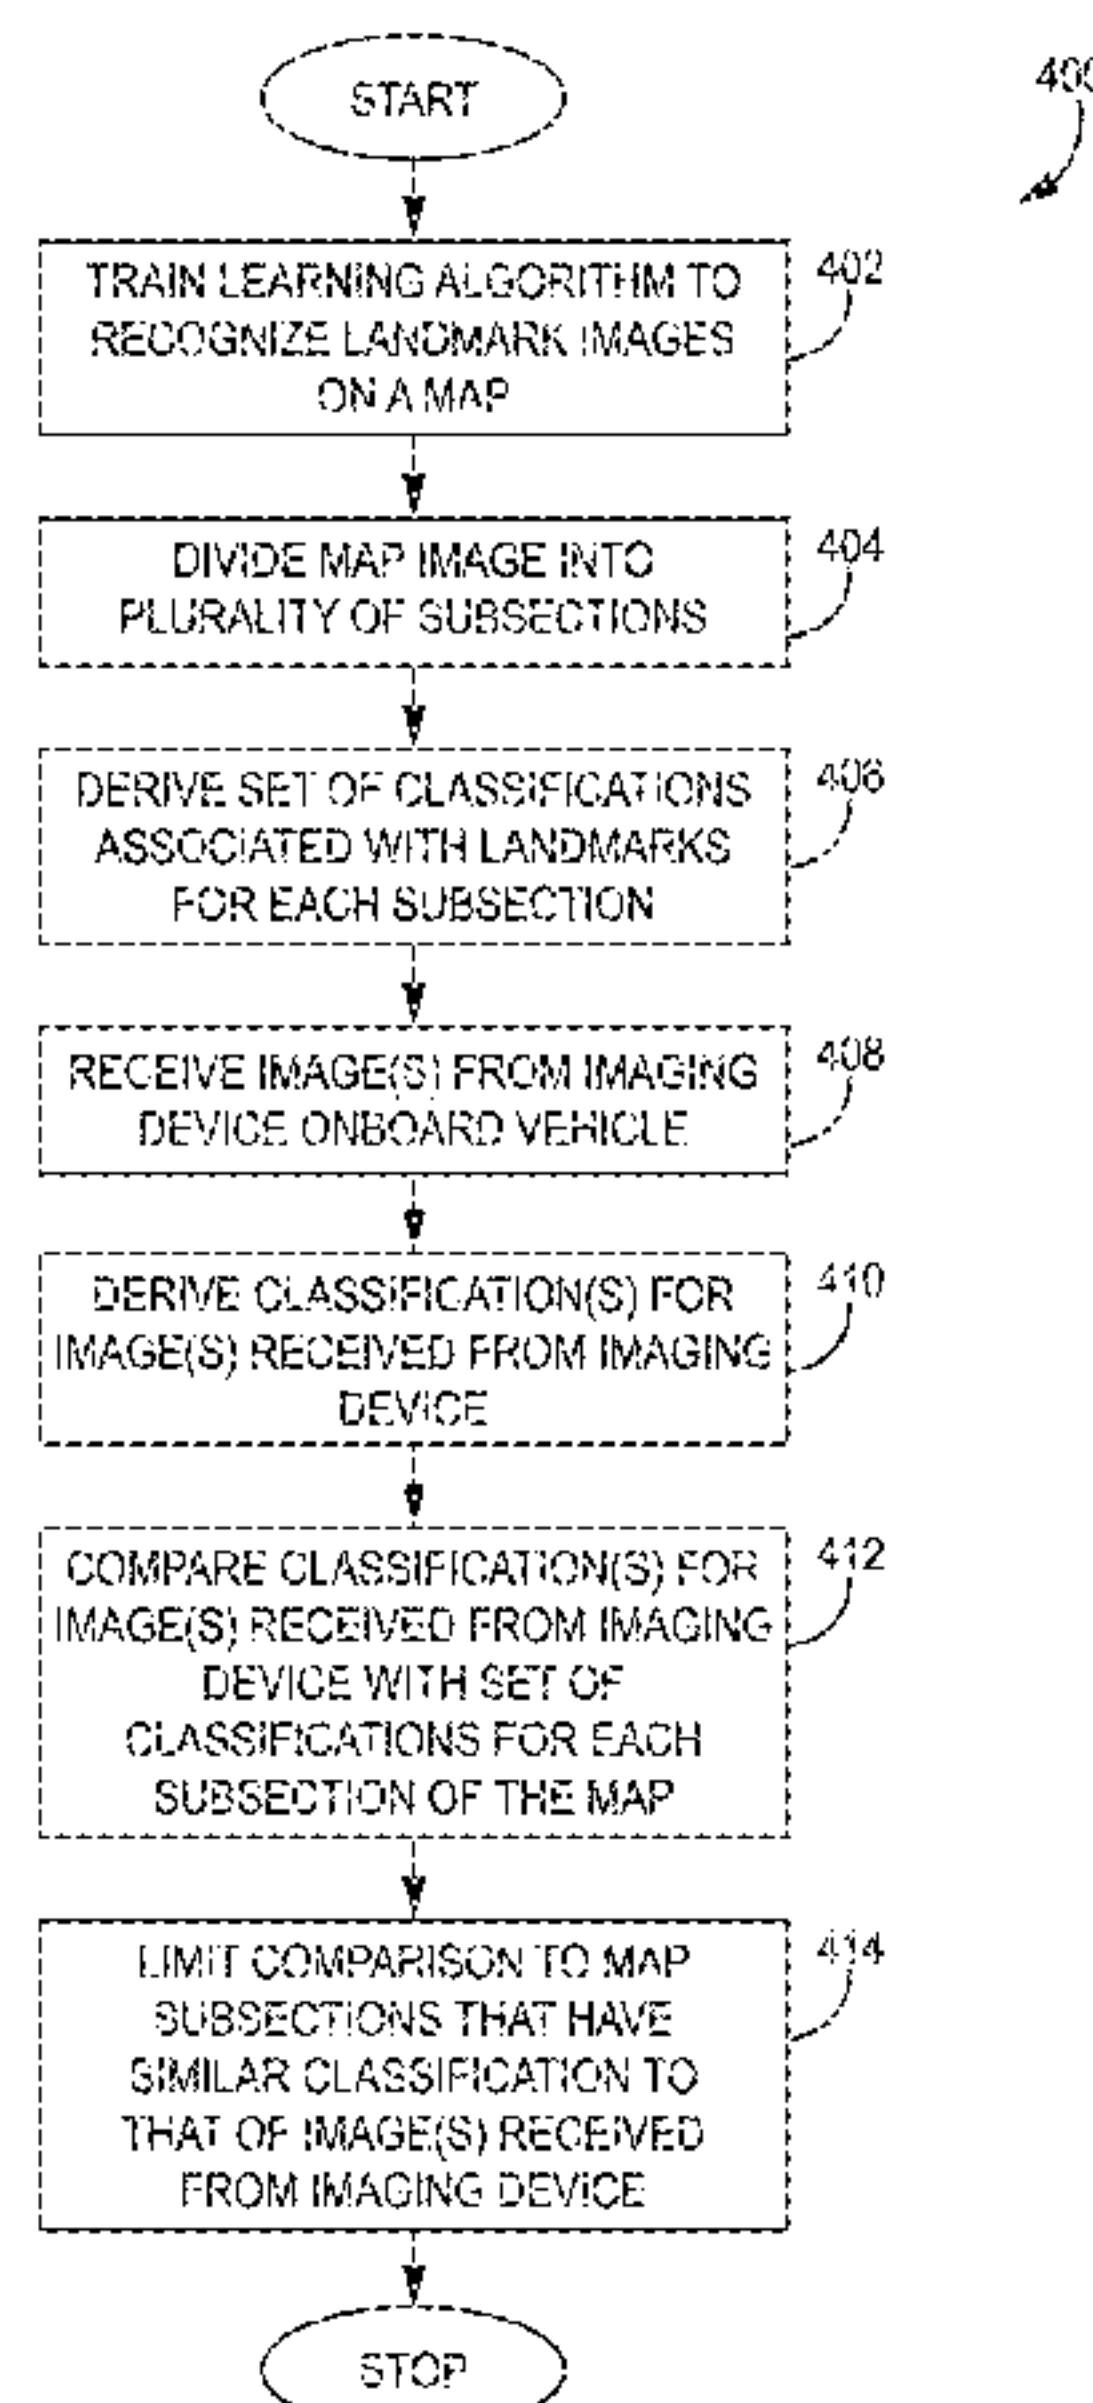 START
400
TRAIN LEARNING ALGORITHM TO
RECOGNIZE LANDMARK IMAGES
ON A MAP
402
DIVIDE MAP IMAGE INTO
PLURALITY OF SUBSECTIONS
404
DERIVE SET OF CLASSIFICATIONS
ASSOCIATED WITH LANDMARKS
FOR EACH SUBSECTION
406
RECEIVE IMAGE(S) FROM IMAGING
DEVICE ONBOARD VEHICLE
408
DERIVE CLASSIFICATION(S) FOR
IMAGE(S) RECEIVED FROM IMAGING
DEVICE
410
COMPARE CLASSIFICATION(S) FOR
IMAGE(S) RECEIVED FROM IMAGING
DEVICE WITH SET OF
CLASSIFICATIONS FOR EACH
SUBSECTION OF THE MAP
412
LIMIT COMPARISON TO MAP
SUBSECTIONS THAT HAVE
SIMILAR CLASSIFICATION TO
THAT OF IMAGE(S) RECEIVED
FROM IMAGING DEVICE
414
STOP